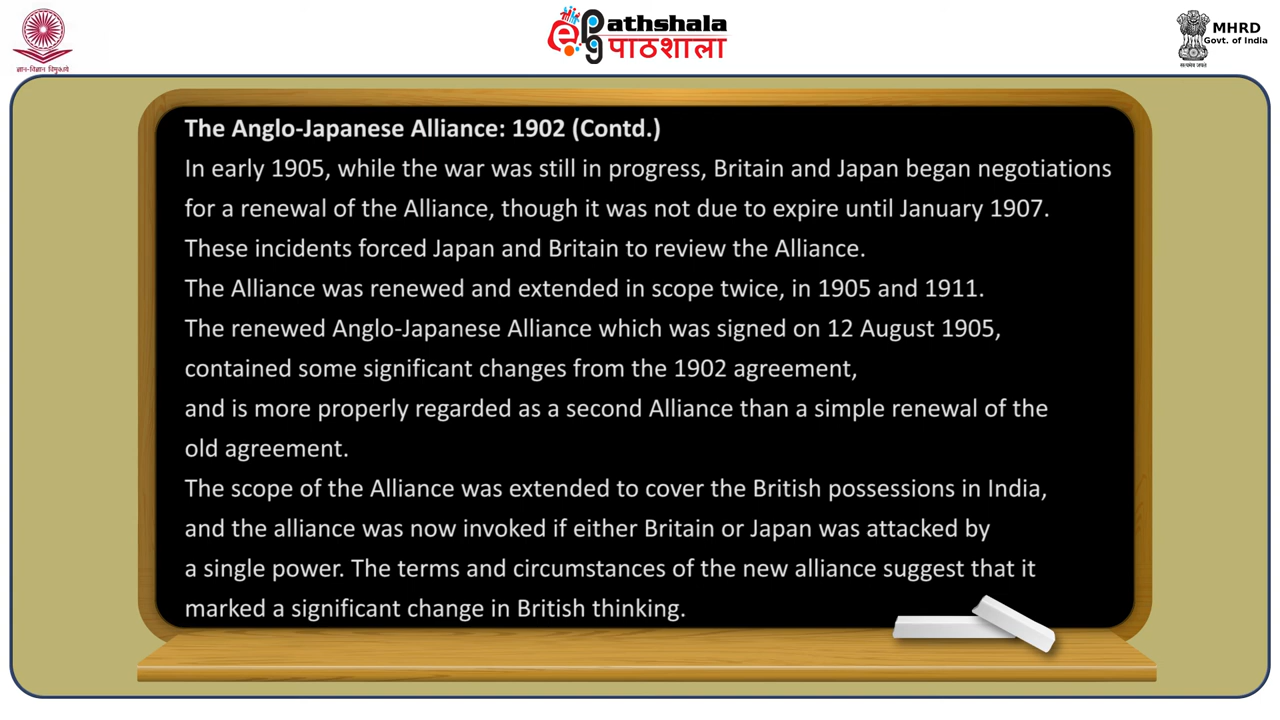 ज्ञान-विज्ञान विमुक्तये
ePG athshala
पाठशाला
MHRD
Govt. of India
सत्यमेव जयते
The Anglo-Japanese Alliance: 1902 (Contd.)
In early 1905, while the war was still in progress, Britain and Japan began negotiations
for a renewal of the Alliance, though it was not due to expire until January 1907.
These incidents forced Japan and Britain to review the Alliance.
The Alliance was renewed and extended in scope twice, in 1905 and 1911.
The renewed Anglo-Japanese Alliance which was signed on 12 August 1905,
contained some significant changes from the 1902 agreement,
and is more properly regarded as a second Alliance than a simple renewal of the
old agreement.
The scope of the Alliance was extended to cover the British possessions in India,
and the alliance was now invoked if either Britain or Japan was attacked by
a single power. The terms and circumstances of the new alliance suggest that it
marked a significant change in British thinking.